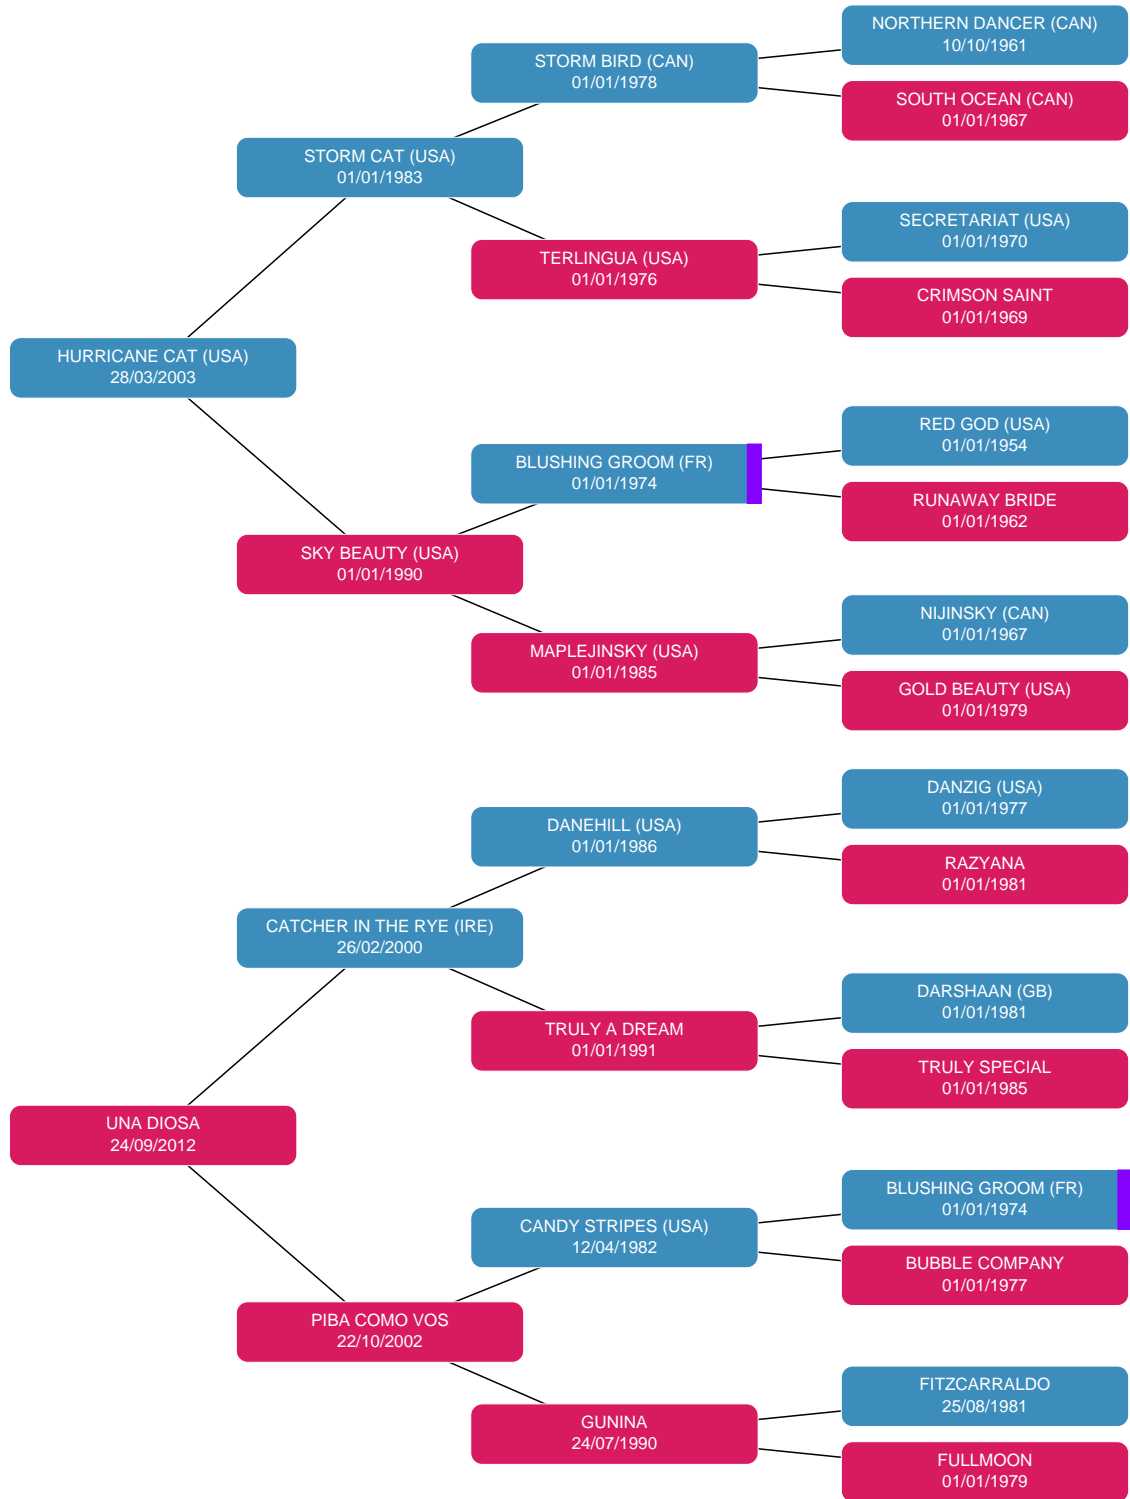 NORTHERN DANCER (CAN)
10/10/1961
STORM BIRD (CAN)
01/01/1978
SOUTH OCEAN (CAN)
01/01/1967
STORM CAT (USA)
01/01/1983
SECRETARIAT (USA)
01/01/1970
TERLINGUA (USA)
01/01/1976
CRIMSON SAINT
01/01/1969
HURRICANE CAT (USA)
28/03/2003
RED GOD (USA)
01/01/1954
BLUSHING GROOM (FR)
01/01/1974
RUNAWAY BRIDE
01/01/1962
SKY BEAUTY (USA)
01/01/1990
NIJINSKY (CAN)
01/01/1967
MAPLEJINSKY (USA)
01/01/1985
GOLD BEAUTY (USA)
01/01/1979
DANZIG (USA)
01/01/1977
DANEHILL (USA)
01/01/1986
RAZYANA
01/01/1981
CATCHER IN THE RYE (IRE)
26/02/2000
DARSHAAN (GB)
01/01/1981
TRULY A DREAM
01/01/1991
TRULY SPECIAL
01/01/1985
UNA DIOSA
24/09/2012
BLUSHING GROOM (FR)
01/01/1974
CANDY STRIPES (USA)
12/04/1982
BUBBLE COMPANY
01/01/1977
PIBA COMO VOS
22/10/2002
FITZCARRALDO
25/08/1981
GUNINA
24/07/1990
FULLMOON
01/01/1979